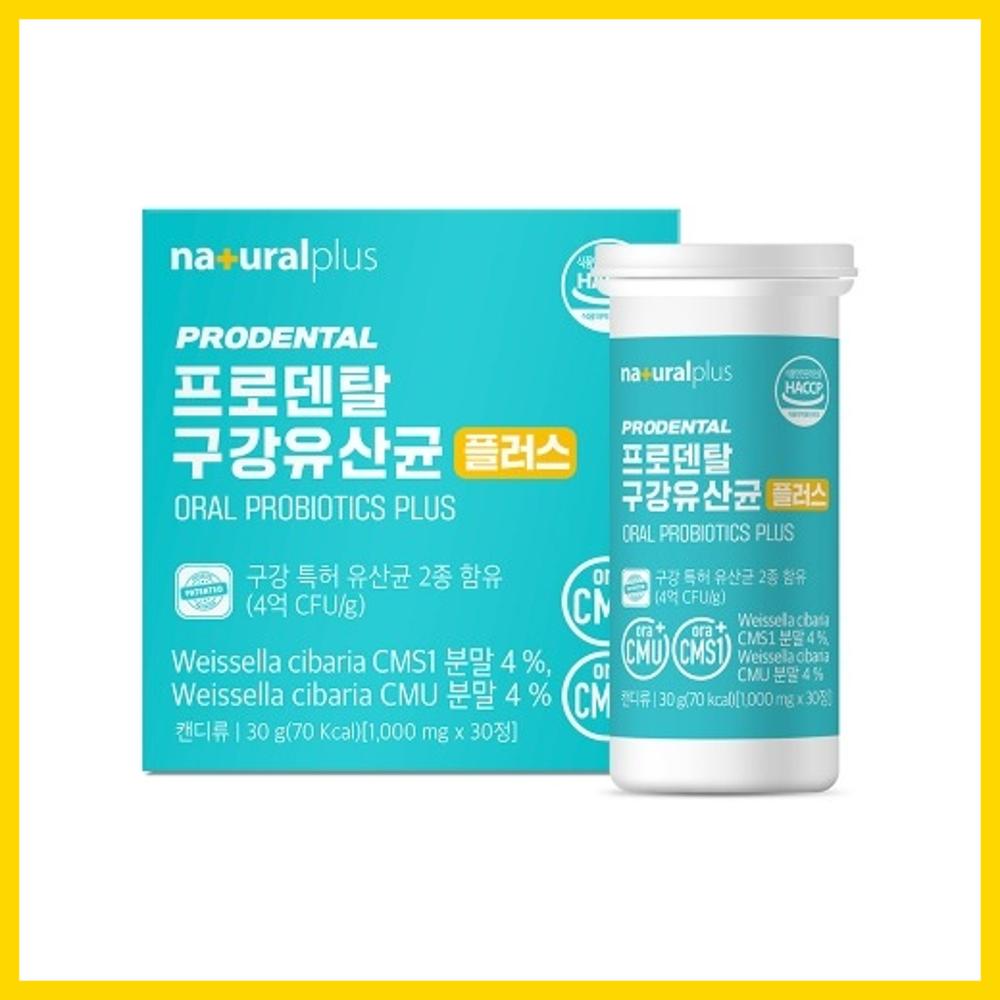 na+uralplus
PRODENTAL
프로덴탈
구강유산균 플러스
ORAL PROBIOTICS PLUS
구강 특허 유산균 2종 함유
(4억 CFU/g)
Weissella cibaria CMS1 분말 4 %,
Weissella cibaria CMU 분말 4 %
캔디류 | 30 g(70 Kcal)[1,000 mg x 30정]
na+uralplus
HACCP
PRODENTAL
프로덴탈
구강유산균 플러스
ORAL PROBIOTICS PLUS
구강 특허 유산균 2종 함유
(4억 CFU/g)
ora+ CMU
ora+ CMS1
Weissella cibaria
CMS1 분말 4 %,
Weissella cibaria
CMU 분말 4 %
캔디류 | 30 g(70 kcal)[1,000 mg x 30정]